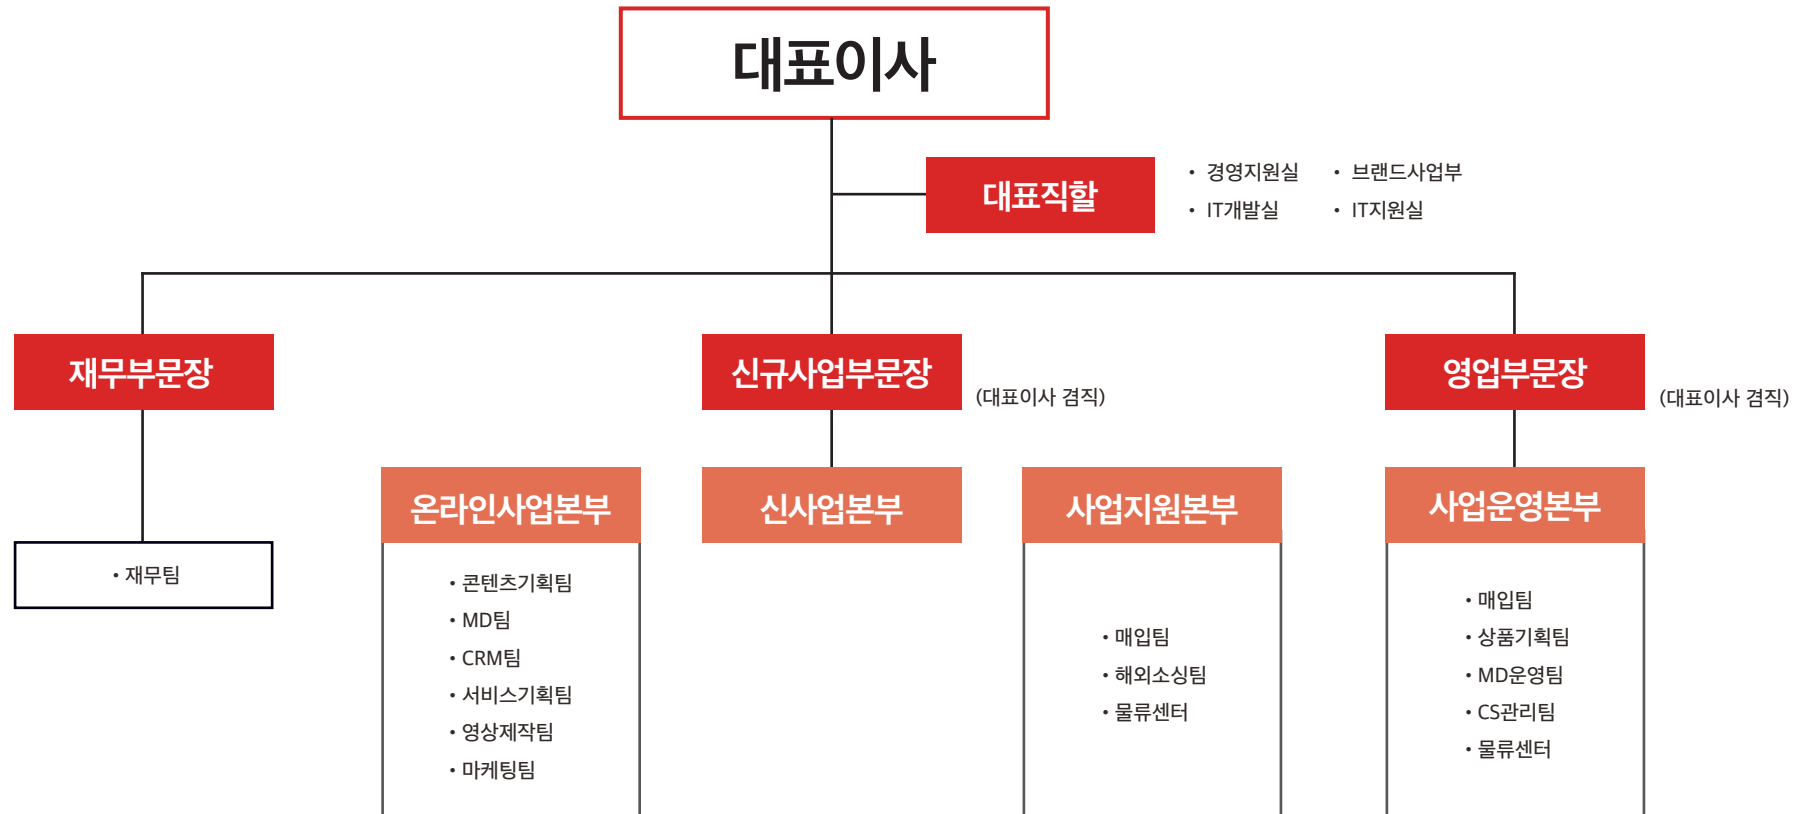 대표이사
대표직할
• 경영지원실 • 브랜드사업부
• IT개발실 • IT지원실
재무부문장
신규사업부문장
(대표이사 겸직)
영업부문장
(대표이사 겸직)
• 재무팀
온라인사업본부
• 콘텐츠기획팀
• MD팀
• CRM팀
• 서비스기획팀
• 영상제작팀
• 마케팅팀
신사업본부
사업지원본부
• 매입팀
• 해외소싱팀
• 물류센터
사업운영본부
• 매입팀
• 상품기획팀
• MD운영팀
• CS관리팀
• 물류센터